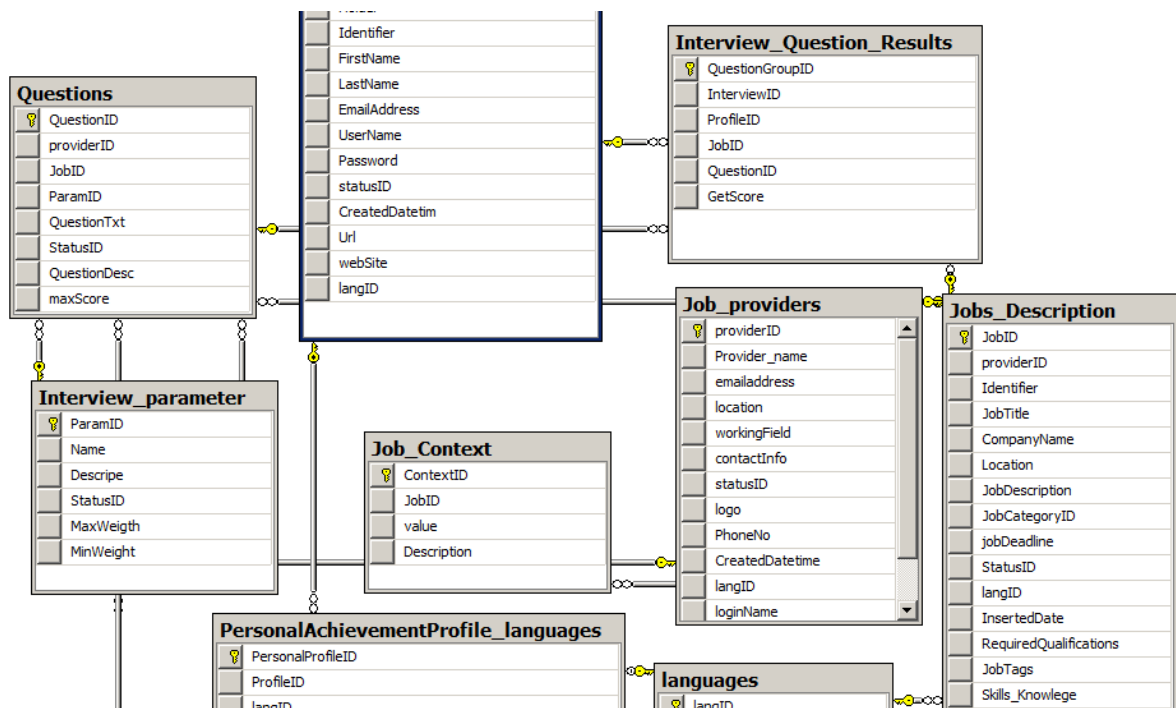 Identifier
FirstName
LastName
EmailAddress
UserName
Password
statusID
CreatedDatetim
Url
webSite
langID
Interview_Question_Results
QuestionGroupID
InterviewID
ProfileID
JobID
QuestionID
GetScore
Questions
QuestionID
providerID
JobID
ParamID
QuestionTxt
StatusID
QuestionDesc
maxScore
Job_providers
providerID
Provider_name
emailaddress
location
workingField
contactInfo
statusID
logo
PhoneNo
CreatedDatetime
langID
loginName
Jobs_Description
JobID
providerID
Identifier
JobTitle
CompanyName
Location
JobDescription
JobCategoryID
jobDeadline
StatusID
langID
InsertedDate
RequiredQualifications
JobTags
Skills_Knowlege
Interview_parameter
ParamID
Name
Descripe
StatusID
MaxWeigth
MinWeight
Job_Context
ContextID
JobID
value
Description
PersonalAchievementProfile_languages
PersonalProfileID
ProfileID
langID
languages
langID